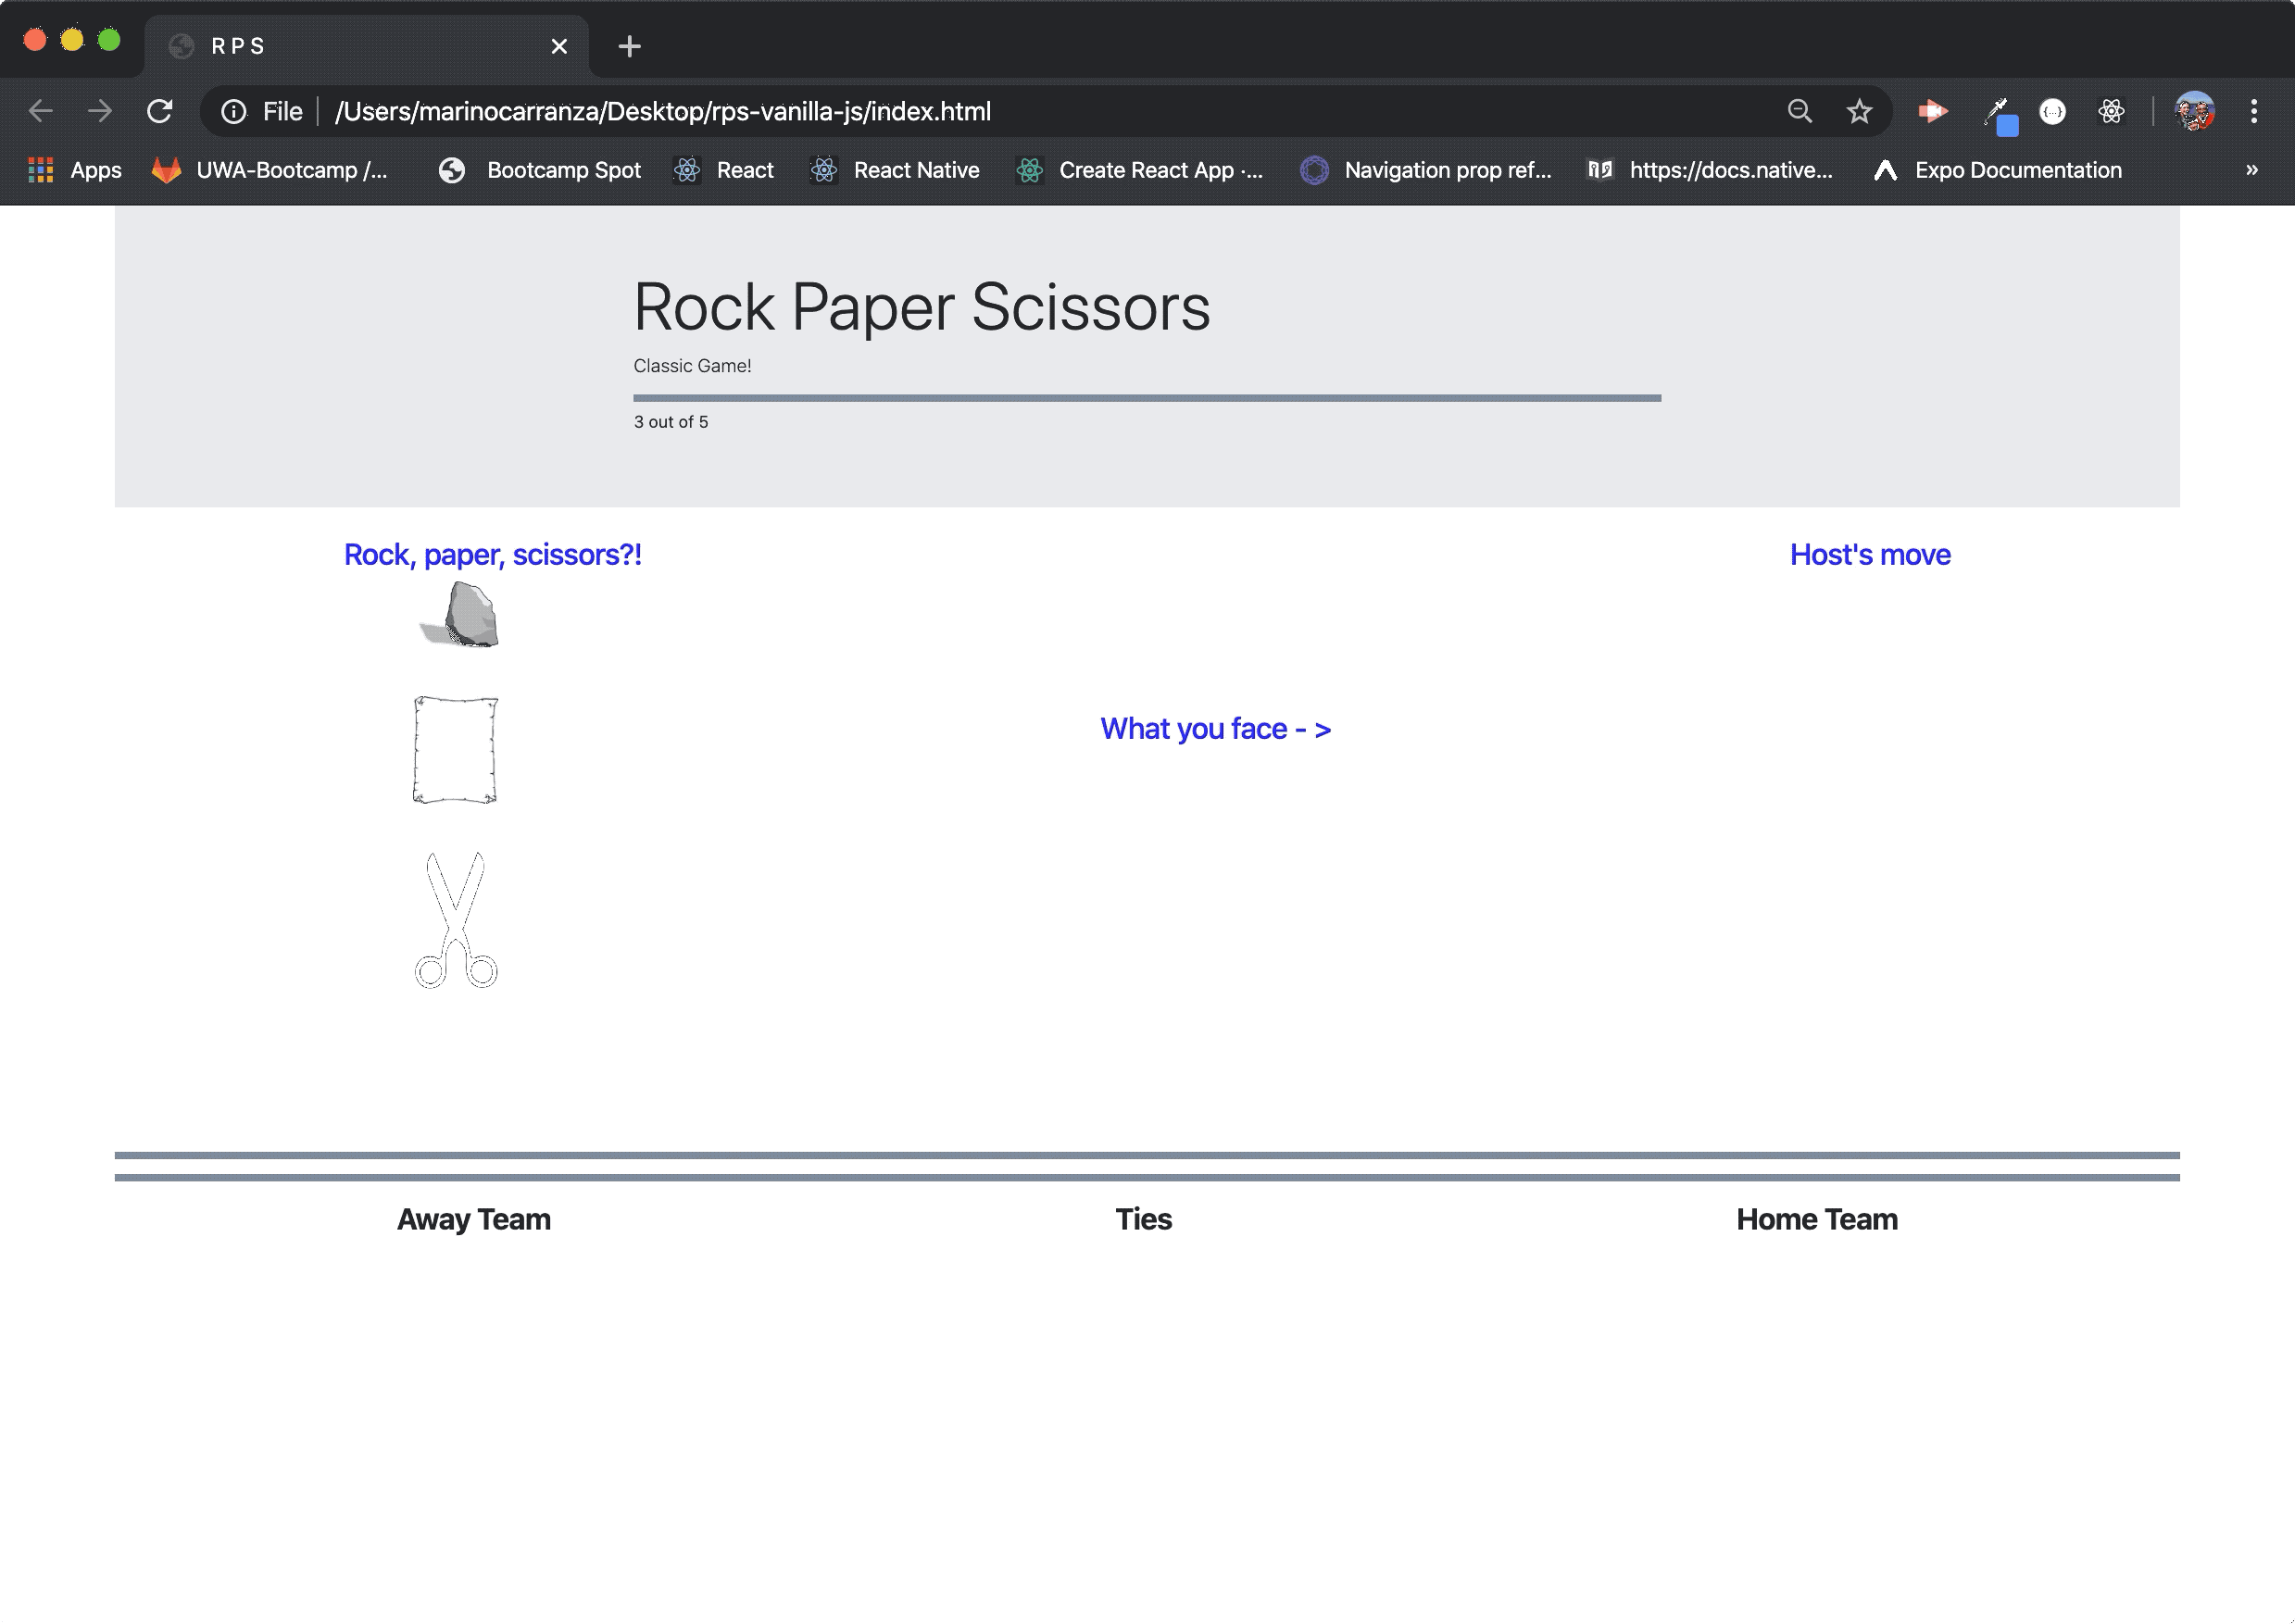 R P S
File /Users/marinocarranza/Desktop/rps-vanilla-js/index.html
Apps UWA-Bootcamp /... Bootcamp Spot React React Native Create React App ·... Navigation prop ref... https://docs.native... Expo Documentation »
Rock Paper Scissors
Classic Game!
3 out of 5
Rock, paper, scissors?! Host's move
What you face - >
Away Team Ties Home Team